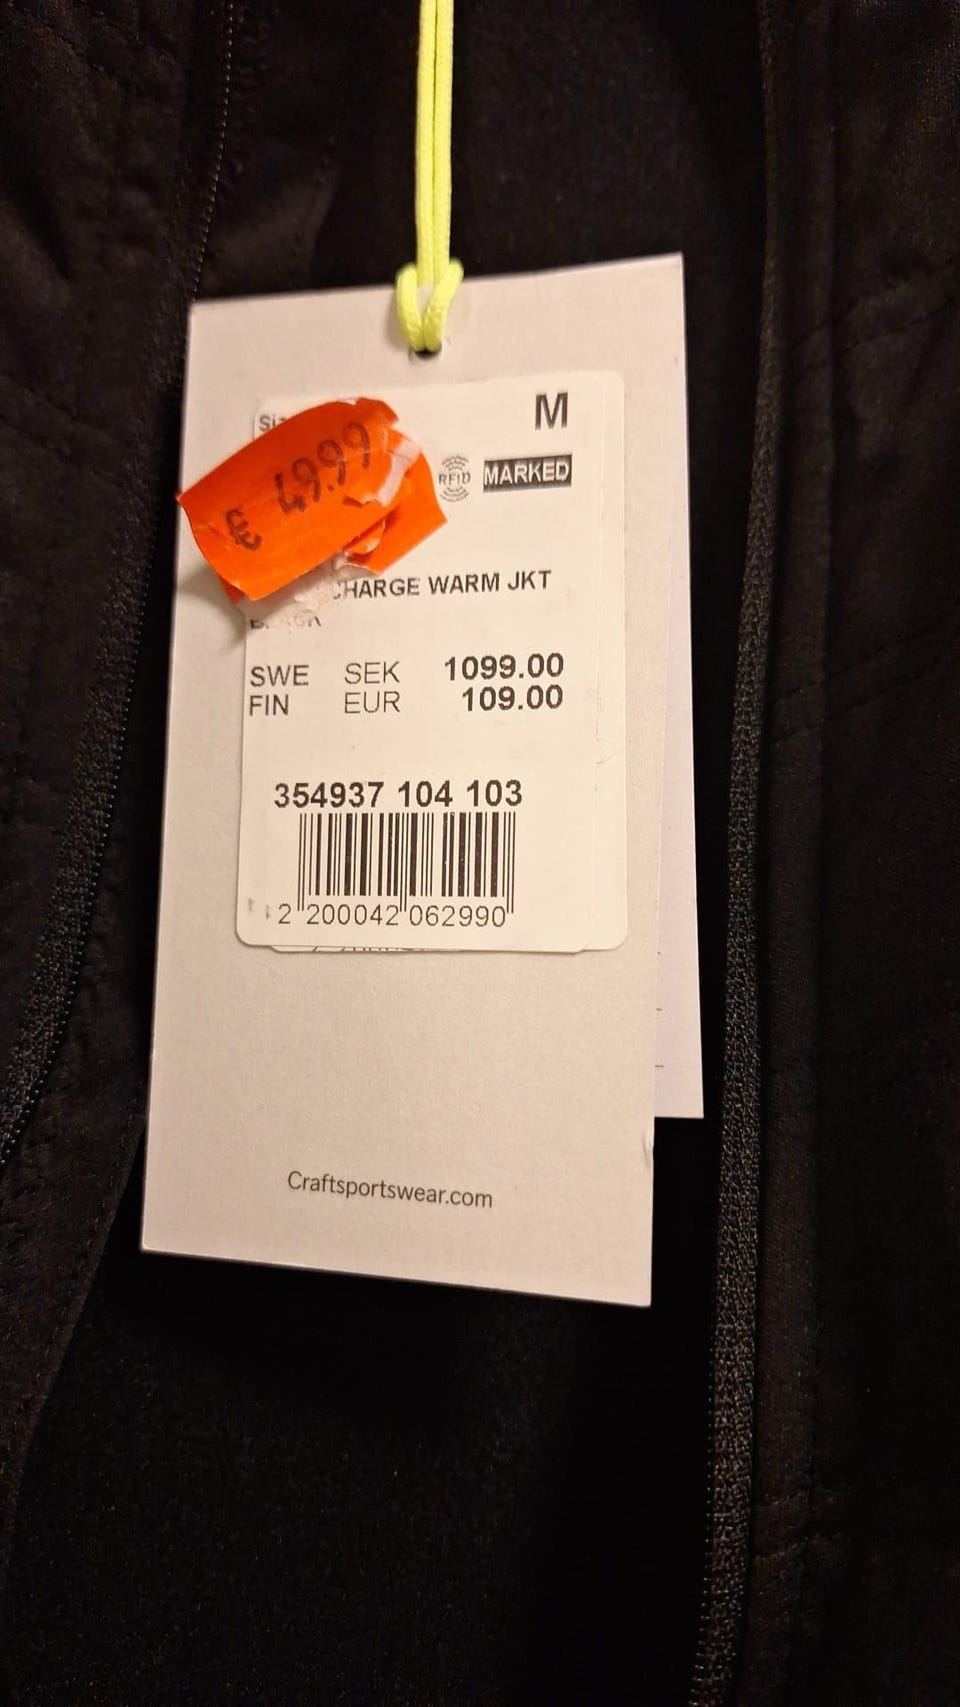 M
€ 49.99
RFID MARKED
CHARGE WARM JKT
SWE SEK 1099.00
FIN EUR 109.00
354937 104 103
2 200042 062990
Craftsportswear.com